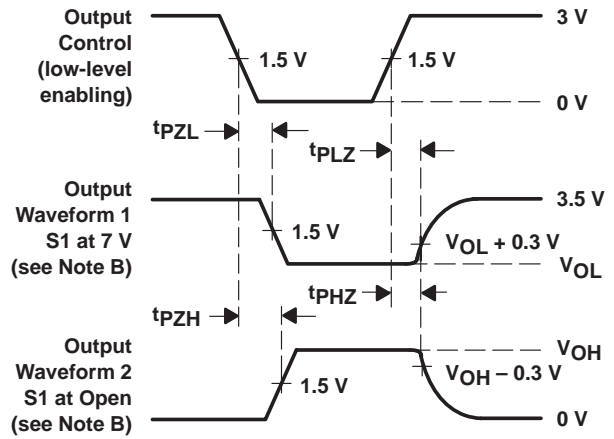 Output
Control
(low-level
enabling)
3 V
1.5 V
1.5 V
0 V
tPZL
tPLZ
Output
Waveform 1
S1 at 7 V
(see Note B)
3.5 V
1.5 V
VOL + 0.3 V
VOL
tPZH
tPHZ
Output
Waveform 2
S1 at Open
(see Note B)
VOH
1.5 V
VOH – 0.3 V
0 V